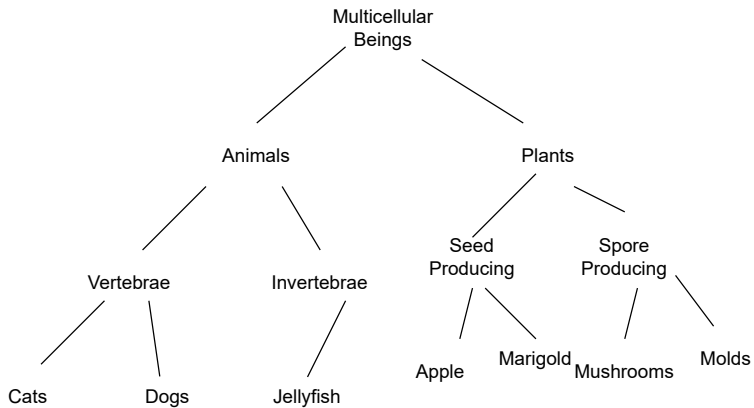 Multicellular
Beings
Animals
Plants
Seed
Producing
Spore
Producing
Vertebrae
Invertebrae
Apple
Marigold
Mushrooms
Molds
Cats
Dogs
Jellyfish